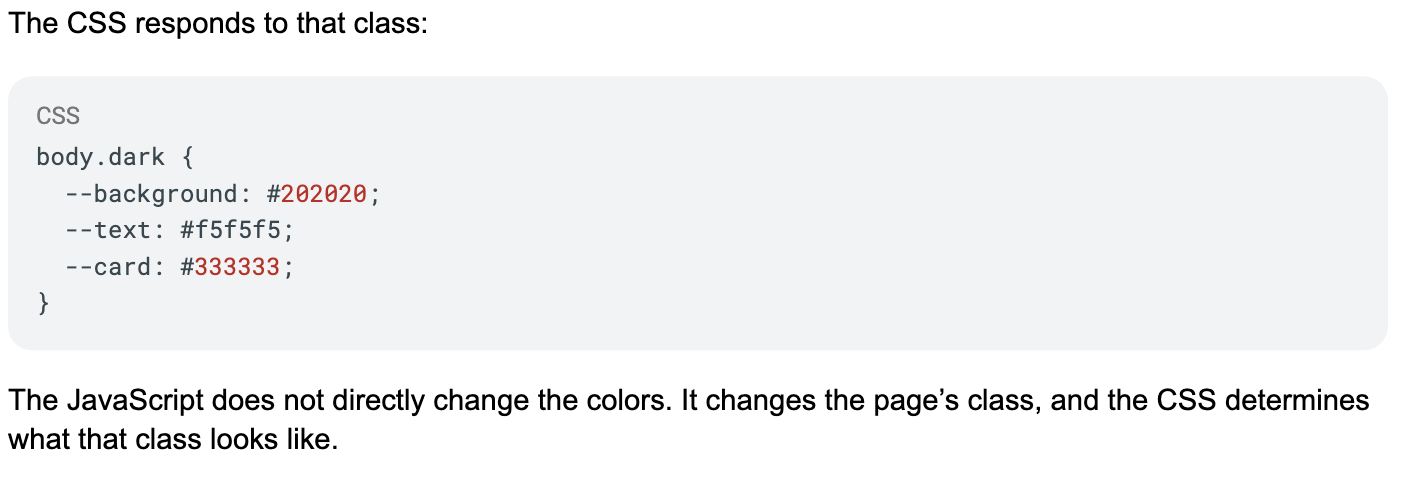 The CSS responds to that class:
CSS
body.dark {
  --background: #202020;
  --text: #f5f5f5;
  --card: #333333;
}
The JavaScript does not directly change the colors. It changes the page’s class, and the CSS determines
what that class looks like.